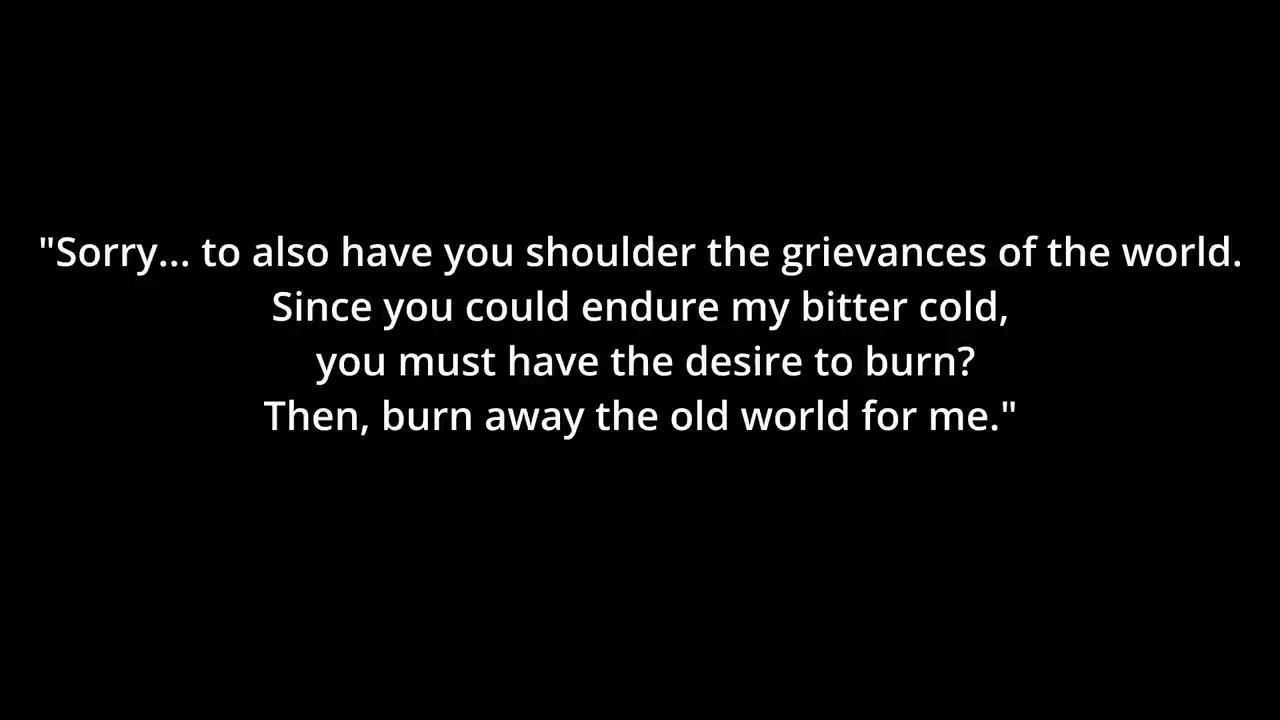 "Sorry... to also have you shoulder the grievances of the world.
Since you could endure my bitter cold,
you must have the desire to burn?
Then, burn away the old world for me."